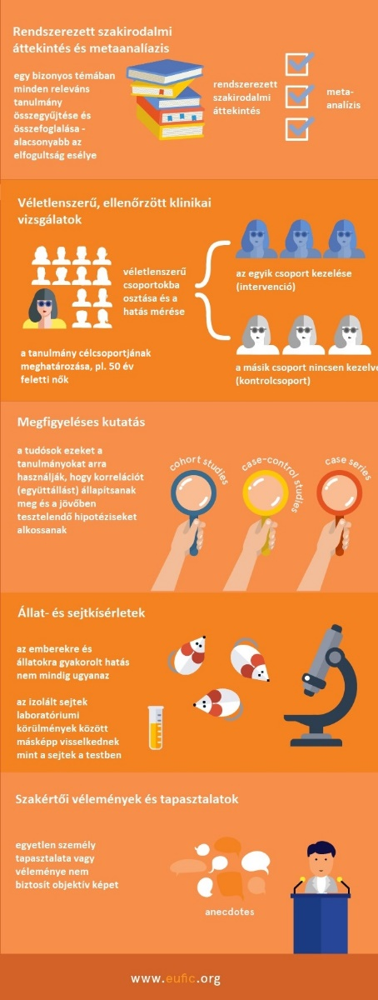 Rendszerezett szakirodalmi
áttekintés és metaanalíazis
egy bizonyos témában
minden releváns
tanulmány
összegyűjtése és
összefoglalása -
alacsonyabb az
elfogultság esélye
rendszerezett
szakirodalmi
áttekintés
meta-
analízis
Véletlenszerű, ellenőrzött klinikai
vizsgálatok
véletlenszerű
csoportokba
osztása és a
hatás mérése
az egyik csoport kezelése
(intervenció)
a tanulmány célcsoportjának
meghatározása, pl. 50 év
feletti nők
a másik csoport nincsen kezelve
(kontrolcsoport)
Megfigyeléses kutatás
a tudósok ezeket a
tanulmányokat arra
használják, hogy korrelációt
(együttállást) állapítsanak
meg és a jövőben
tesztelendő hipotéziseket
alkossanak
cohort studies
case-control studies
case series
Állat- és sejtkísérletek
az emberekre és
állatokra gyakorolt hatás
nem mindig ugyanaz
az izolált sejtek
laboratóriumi
körülmények között
másképp visselkednek
mint a sejtek a testben
Szakértői vélemények és tapasztalatok
egyetlen személy
tapasztalata vagy
véleménye nem
biztosít objektív képet
anecdotes
www.eufic.org